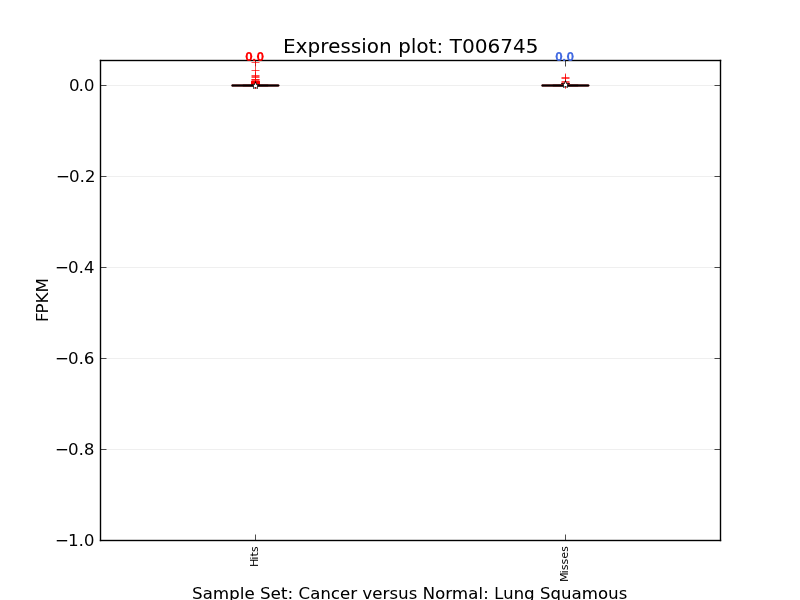 Expression plot: T006745
0.0
0.0
0.0
−0.2
−0.4
−0.6
−0.8
−1.0
FPKM
Hits
Misses
Sample Set: Cancer versus Normal: Lung Squamous